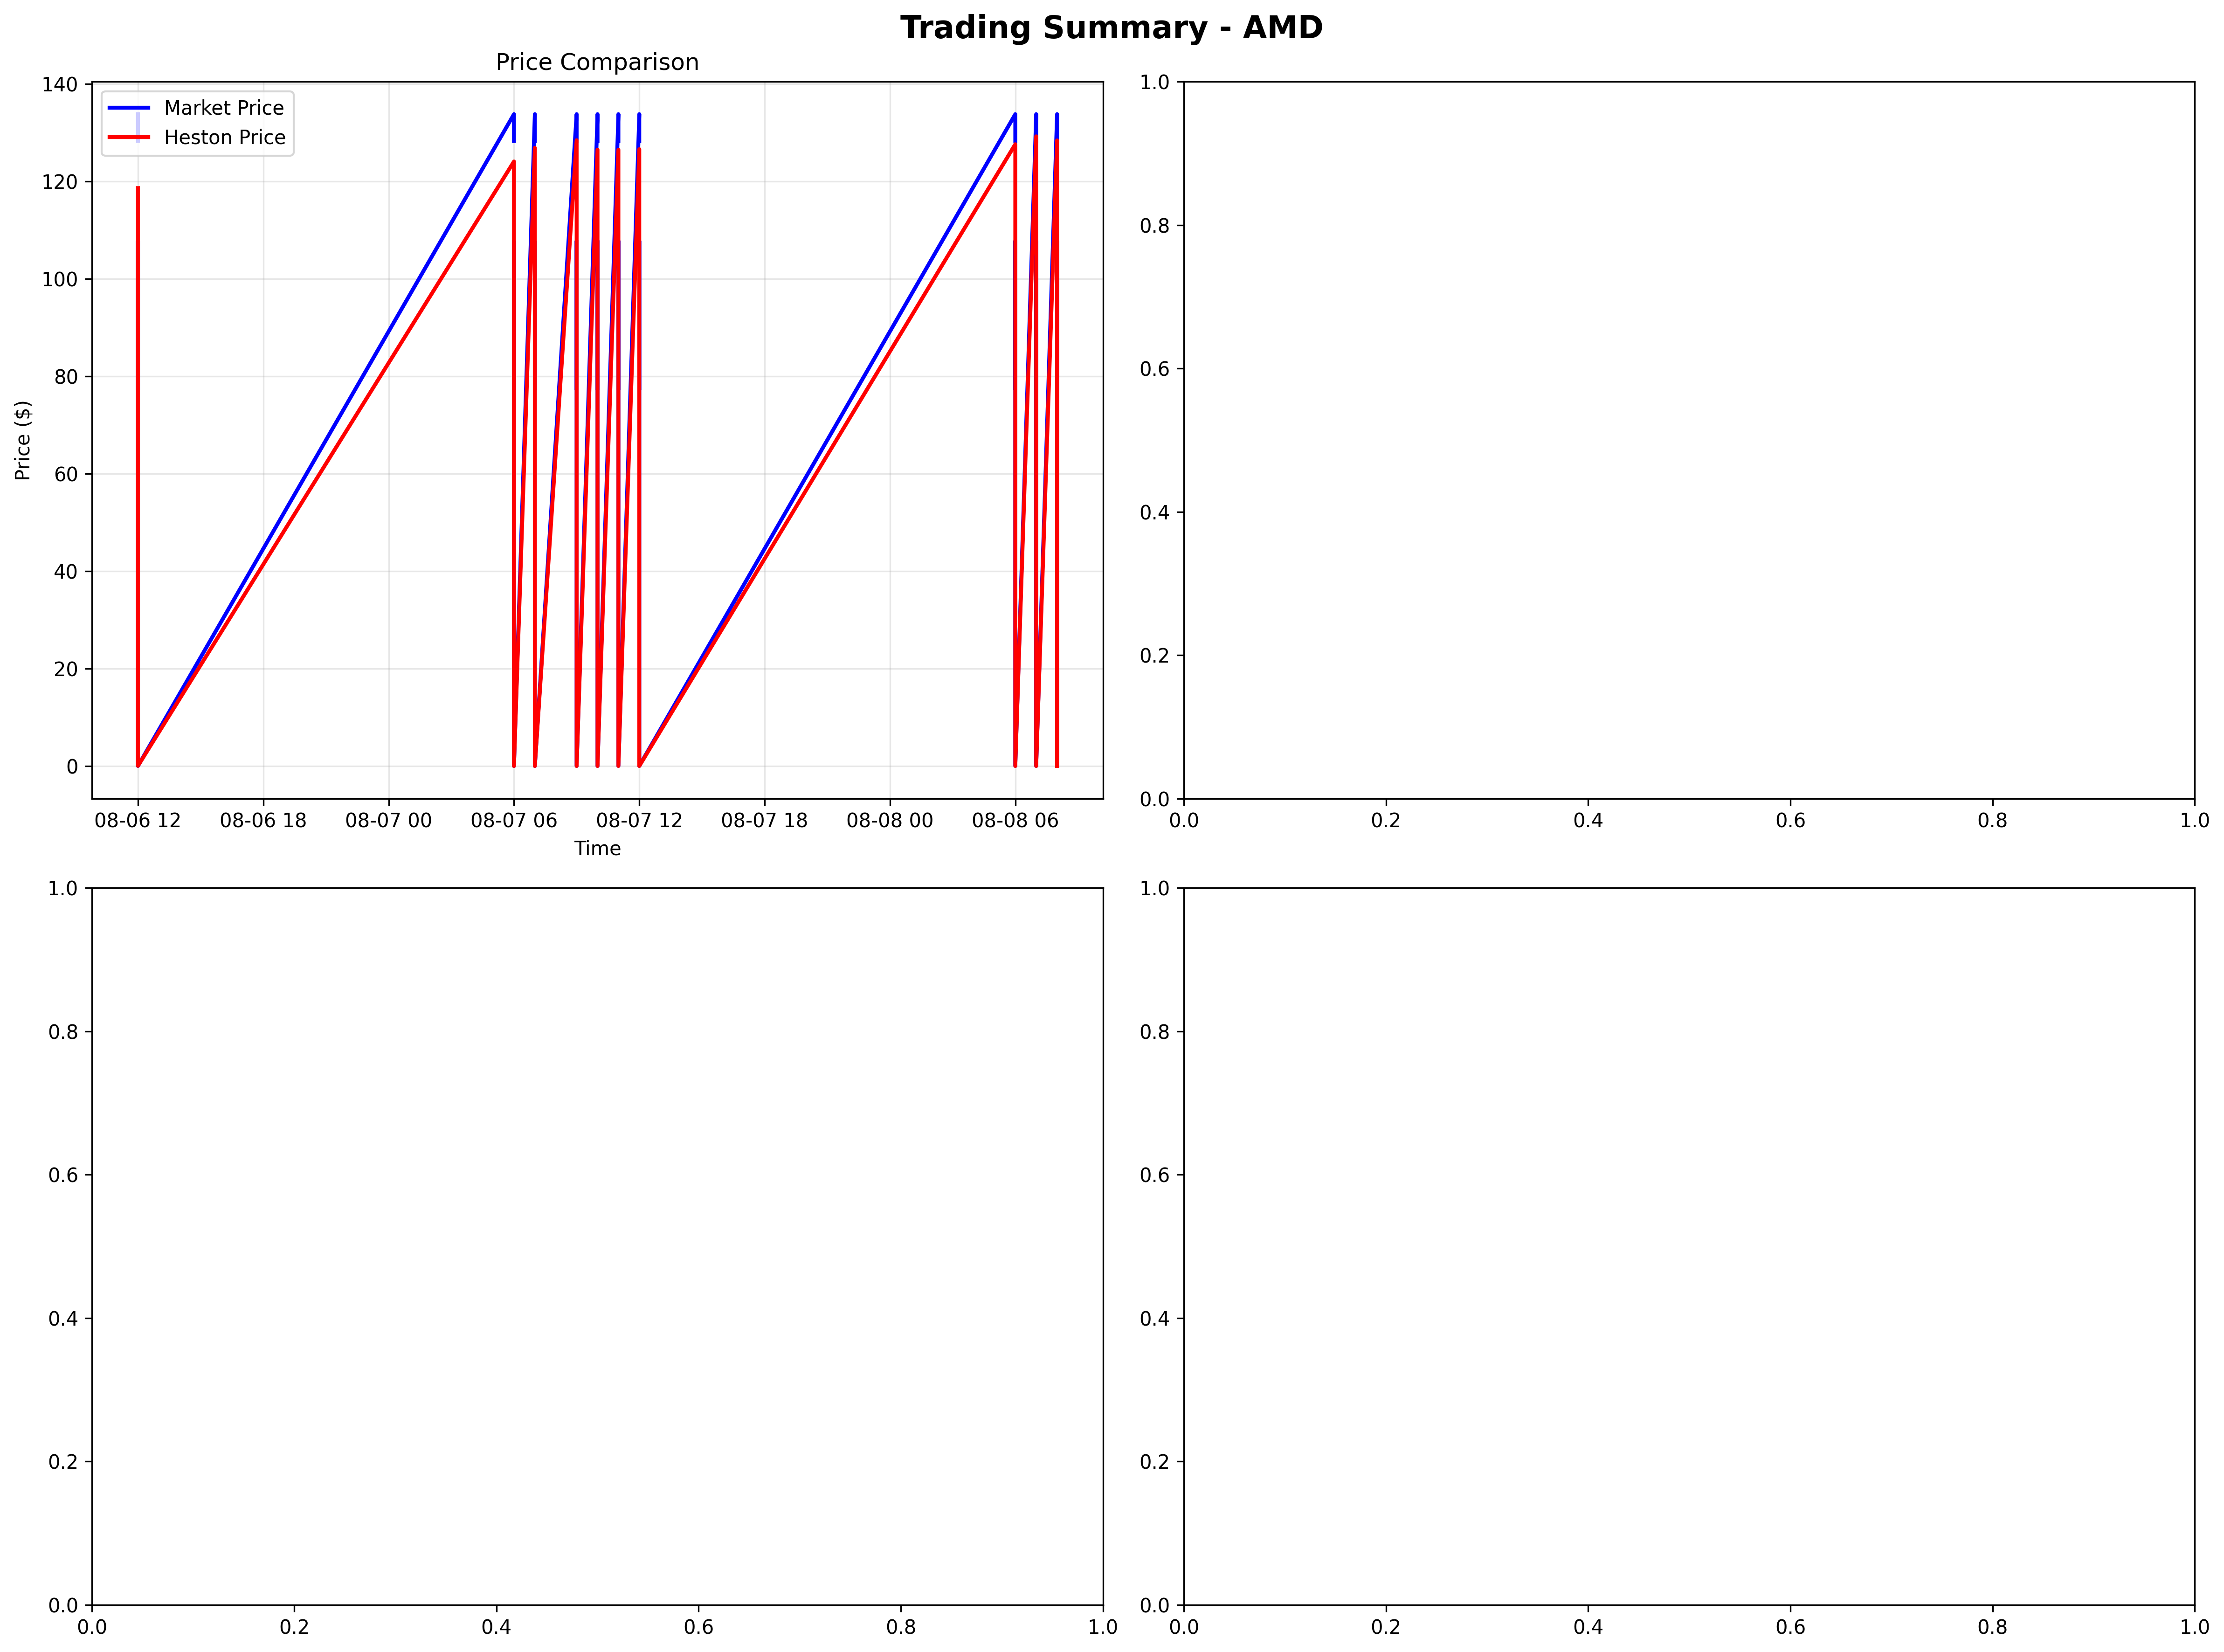 Trading Summary - AMD
Price Comparison
Market Price
Heston Price
Price ($)
140
120
100
80
60
40
20
0
08-06 12 08-06 18 08-07 00 08-07 06 08-07 12 08-07 18 08-08 00 08-08 06
Time
1.0
0.8
0.6
0.4
0.2
0.0
0.0 0.2 0.4 0.6 0.8 1.0
1.0
0.8
0.6
0.4
0.2
0.0
0.0 0.2 0.4 0.6 0.8 1.0
1.0
0.8
0.6
0.4
0.2
0.0
0.0 0.2 0.4 0.6 0.8 1.0